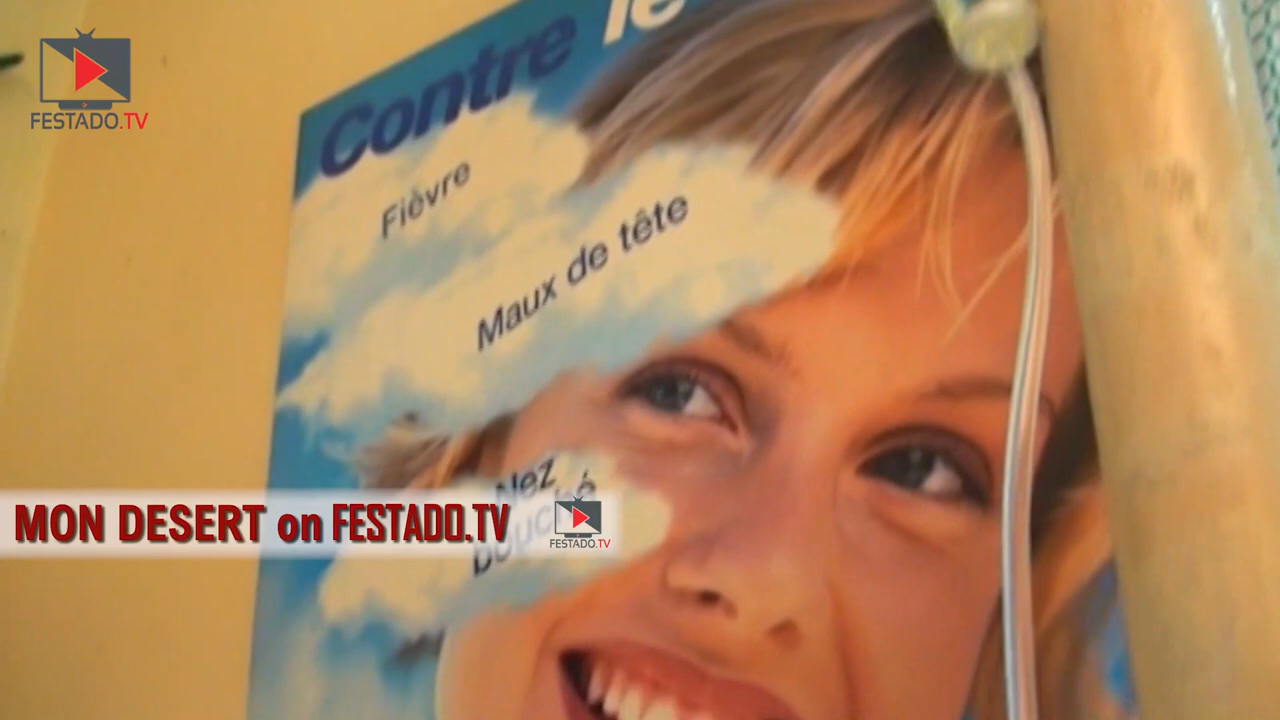 FESTADO.TV
Contre le
Fièvre
Maux de tête
Nez
bouché
MON DESERT on FESTADO.TV
FESTADO.TV